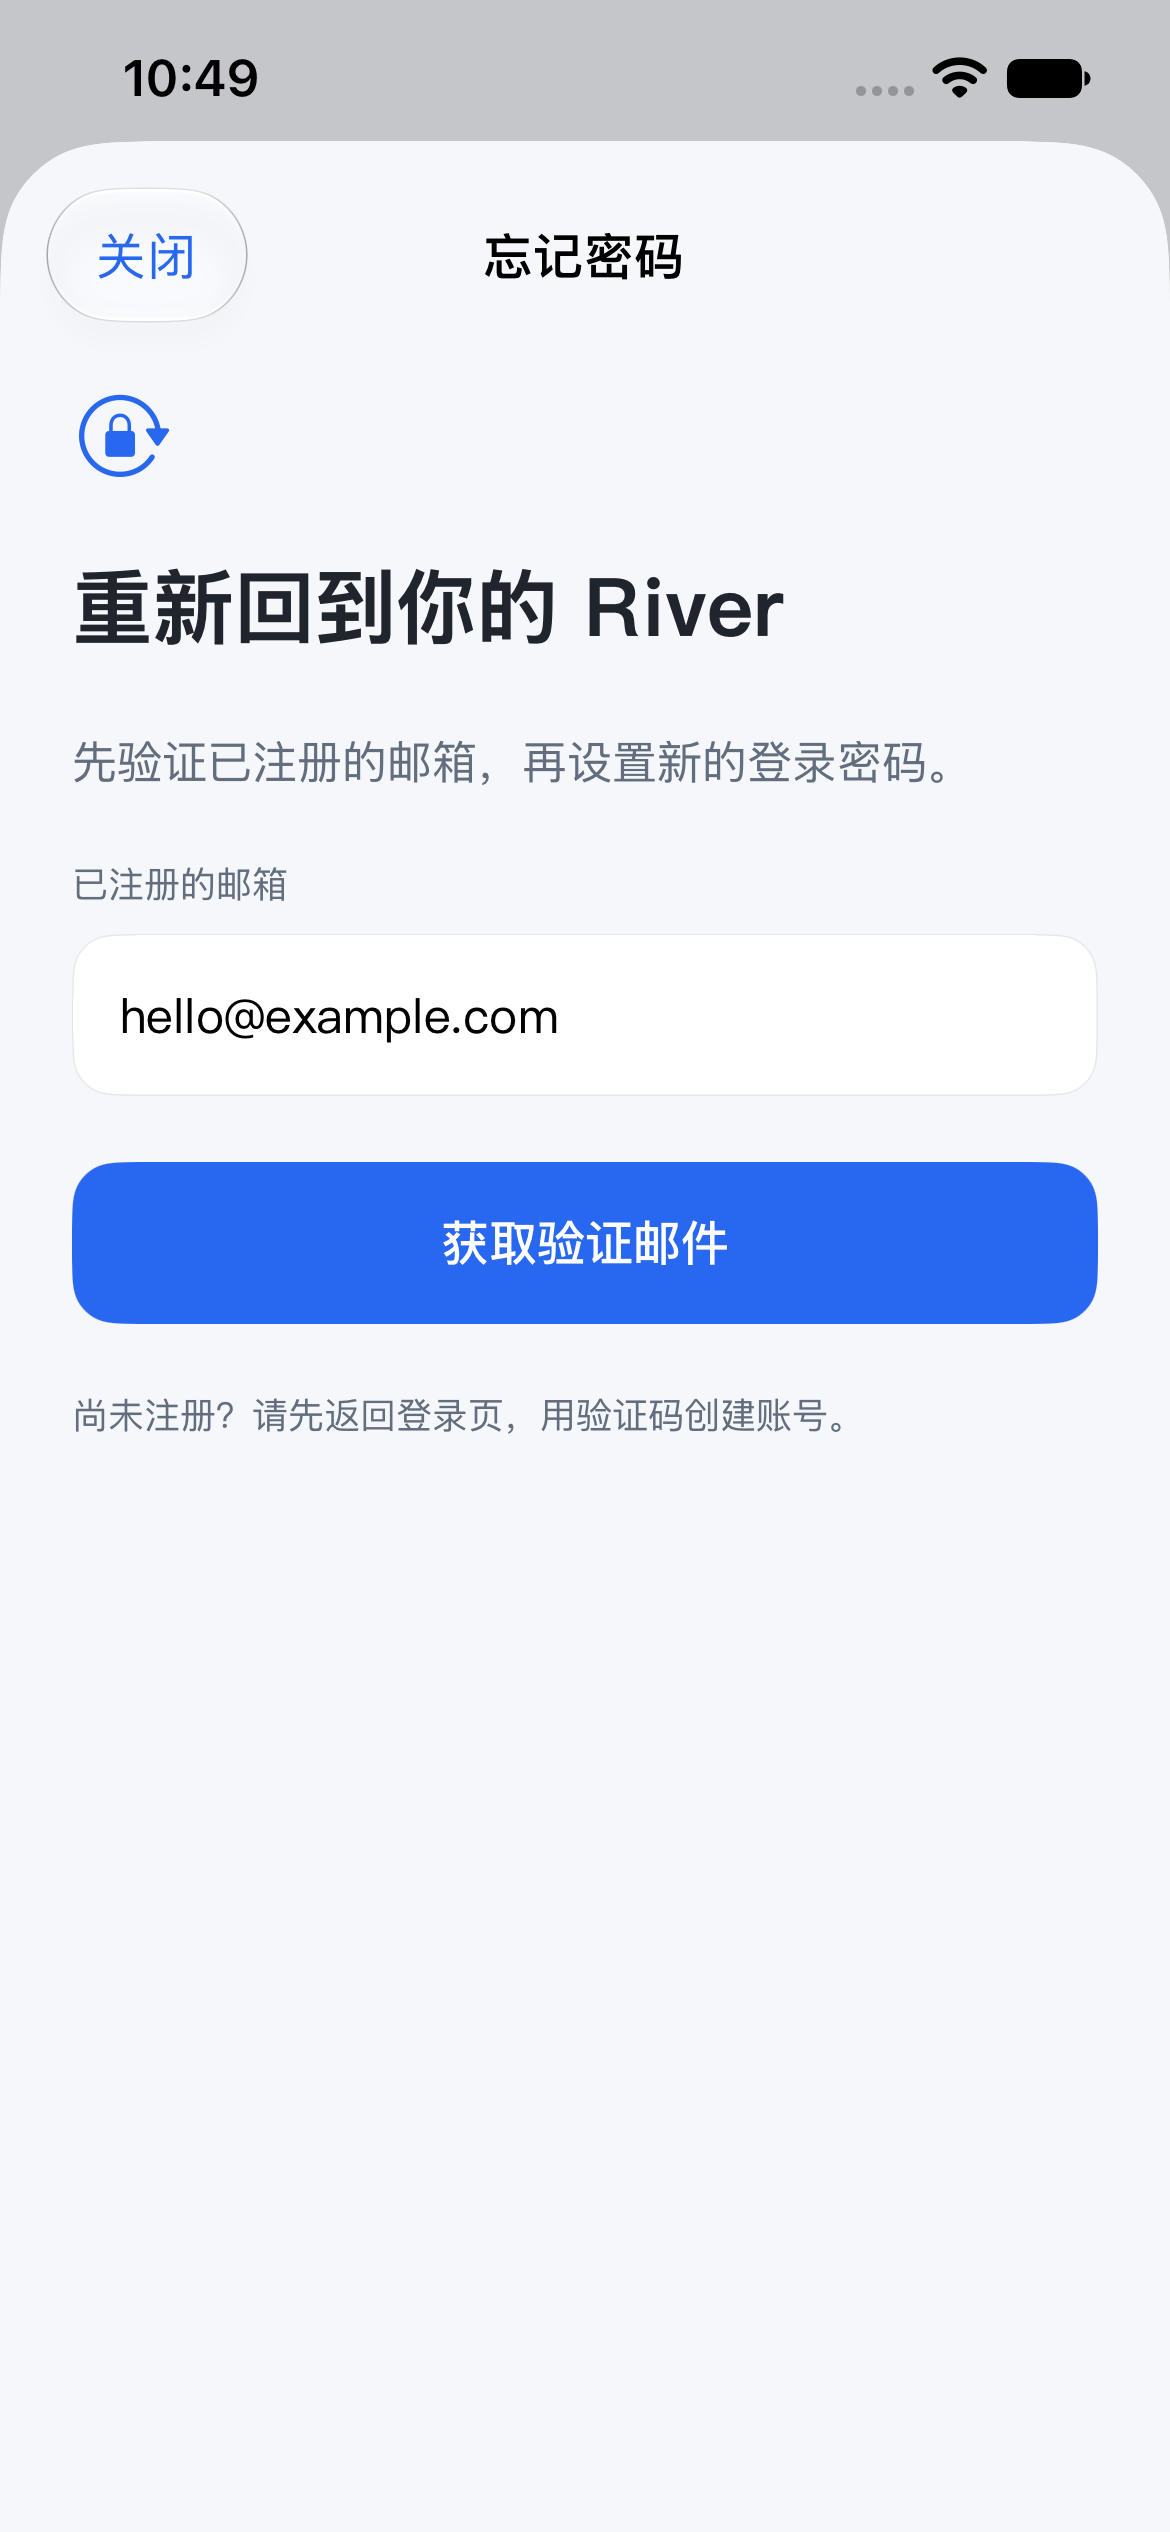 10:49
关闭
忘记密码
重新回到你的 River
先验证已注册的邮箱，再设置新的登录密码。
已注册的邮箱
hello@example.com
获取验证邮件
尚未注册？请先返回登录页，用验证码创建账号。